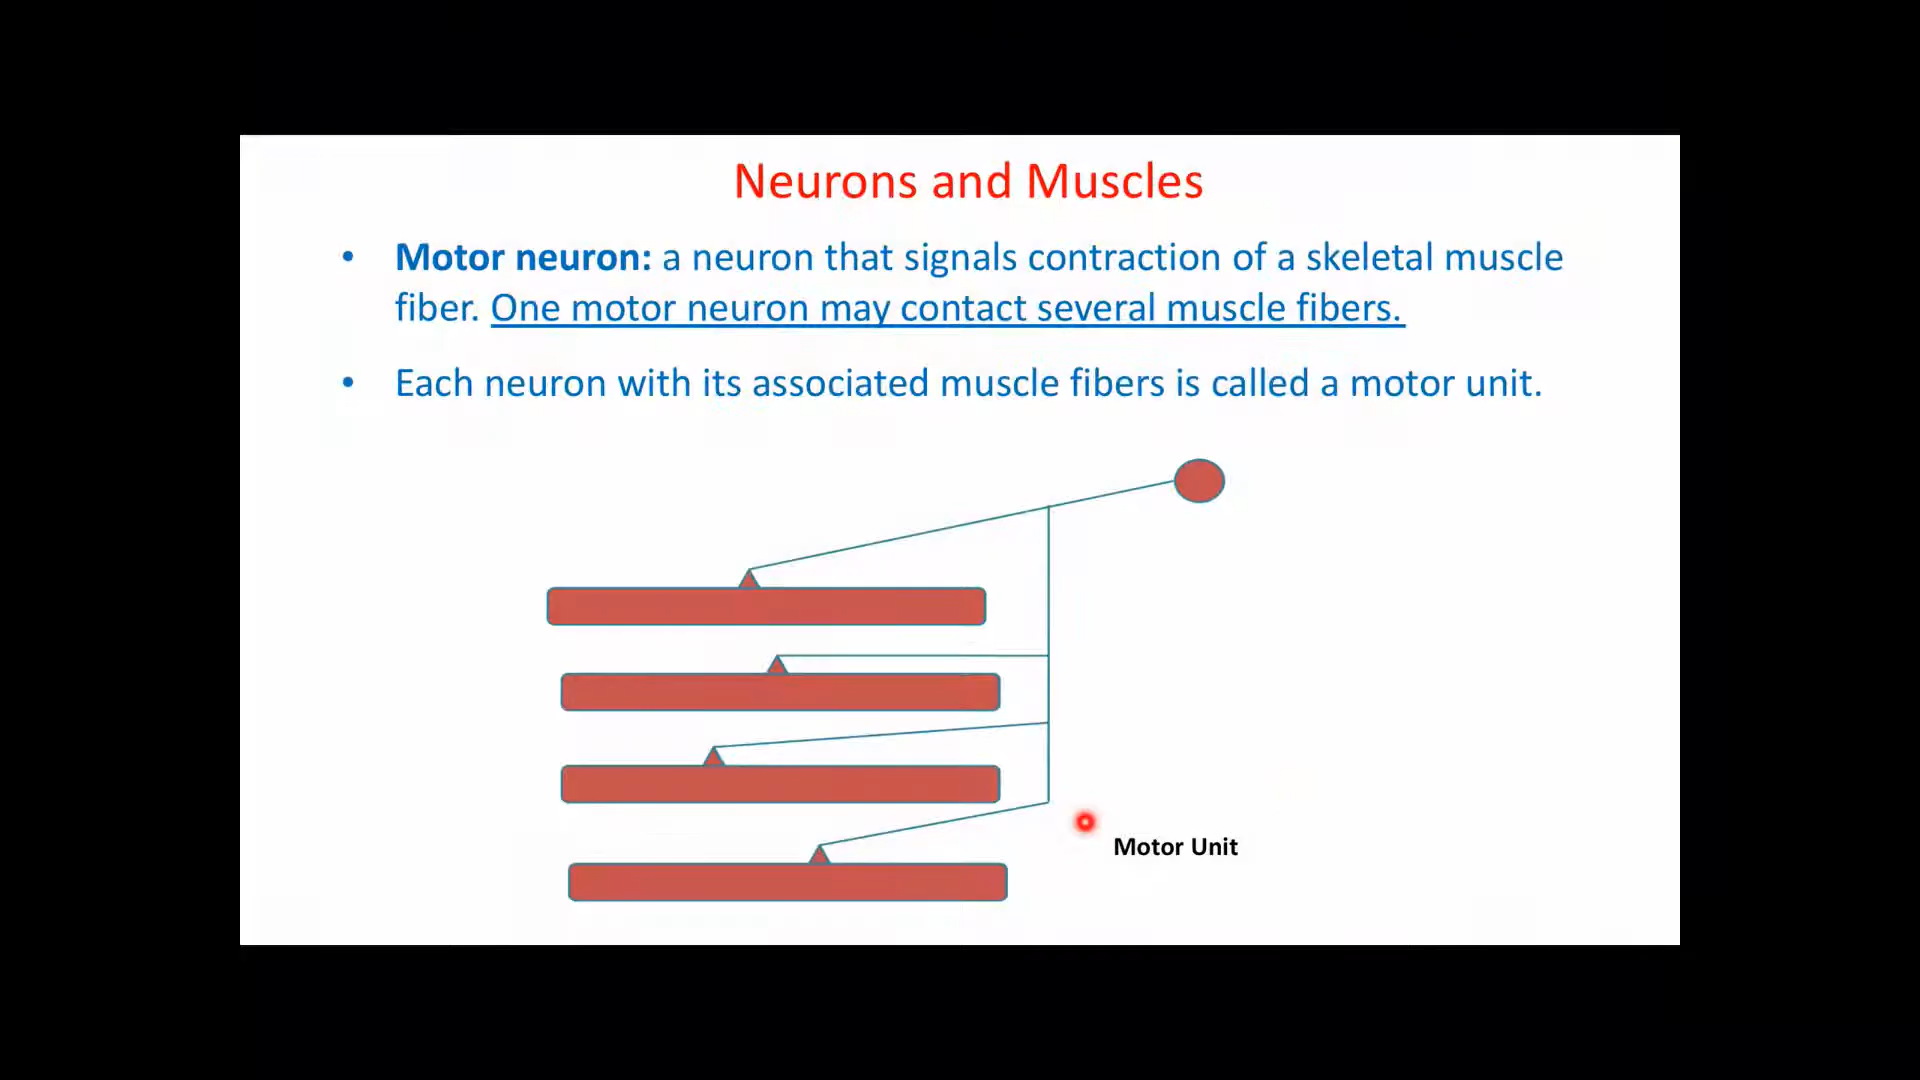 Neurons and Muscles
• Motor neuron: a neuron that signals contraction of a skeletal muscle
fiber. One motor neuron may contact several muscle fibers.
• Each neuron with its associated muscle fibers is called a motor unit.
Motor Unit